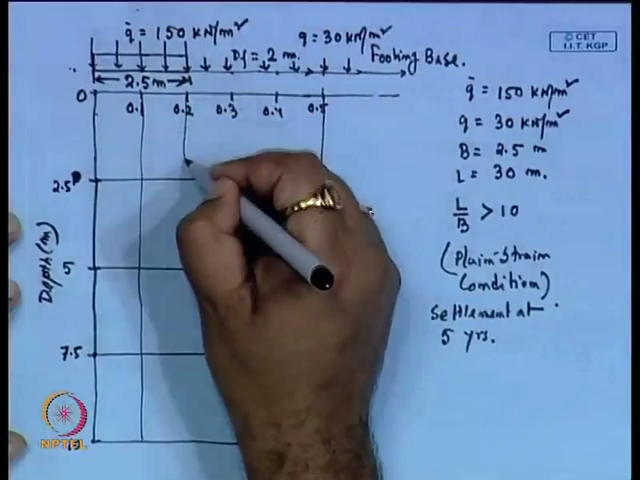 q̄ = 150 kN/m² q = 30 kN/m²
Df = 2 m. Footing Base.
2.5 m
0 0.1 0.2 0.3 0.4 0.5
2.5
5
7.5
Depth (m)
q̄ = 150 kN/m²
q = 30 kN/m²
B = 2.5 m
L = 30 m.
L/B > 10
(Plain-Strain
Condition)
Settlement at
5 yrs.
© CET
I.I.T. KGP
NPTEL